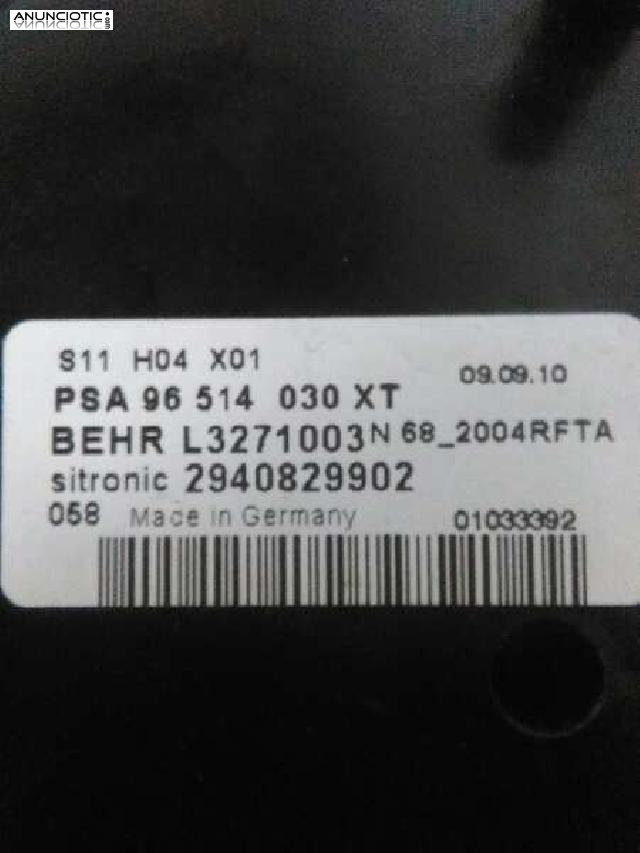 ANUNCIOTIC.es
S11 H04 X01
09.09.10
PSA 96 514 030 XT
BEHR L3271003 N 68_2004RFTA
sitronic 2940829902
058 Made in Germany 01033392